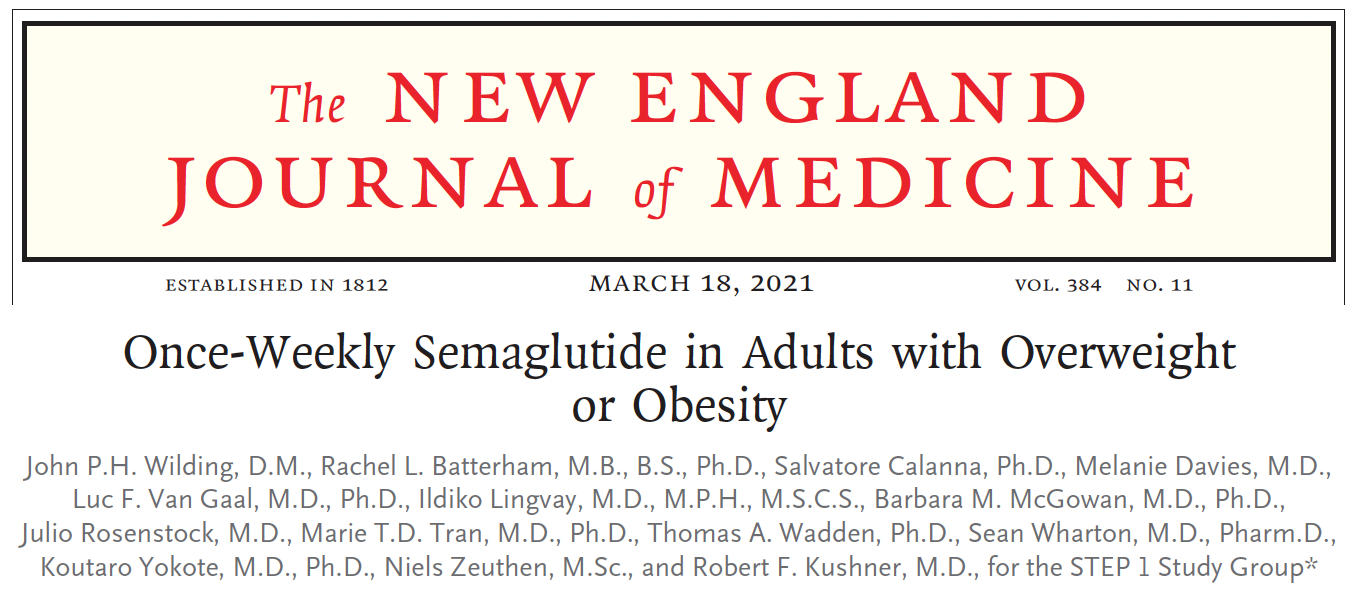 The NEW ENGLAND
JOURNAL of MEDICINE
ESTABLISHED IN 1812 MARCH 18, 2021 VOL. 384 NO. 11
Once-Weekly Semaglutide in Adults with Overweight
or Obesity
John P.H. Wilding, D.M., Rachel L. Batterham, M.B., B.S., Ph.D., Salvatore Calanna, Ph.D., Melanie Davies, M.D.,
Luc F. Van Gaal, M.D., Ph.D., Ildiko Lingvay, M.D., M.P.H., M.S.C.S., Barbara M. McGowan, M.D., Ph.D.,
Julio Rosenstock, M.D., Marie T.D. Tran, M.D., Ph.D., Thomas A. Wadden, Ph.D., Sean Wharton, M.D., Pharm.D.,
Koutaro Yokote, M.D., Ph.D., Niels Zeuthen, M.Sc., and Robert F. Kushner, M.D., for the STEP 1 Study Group*